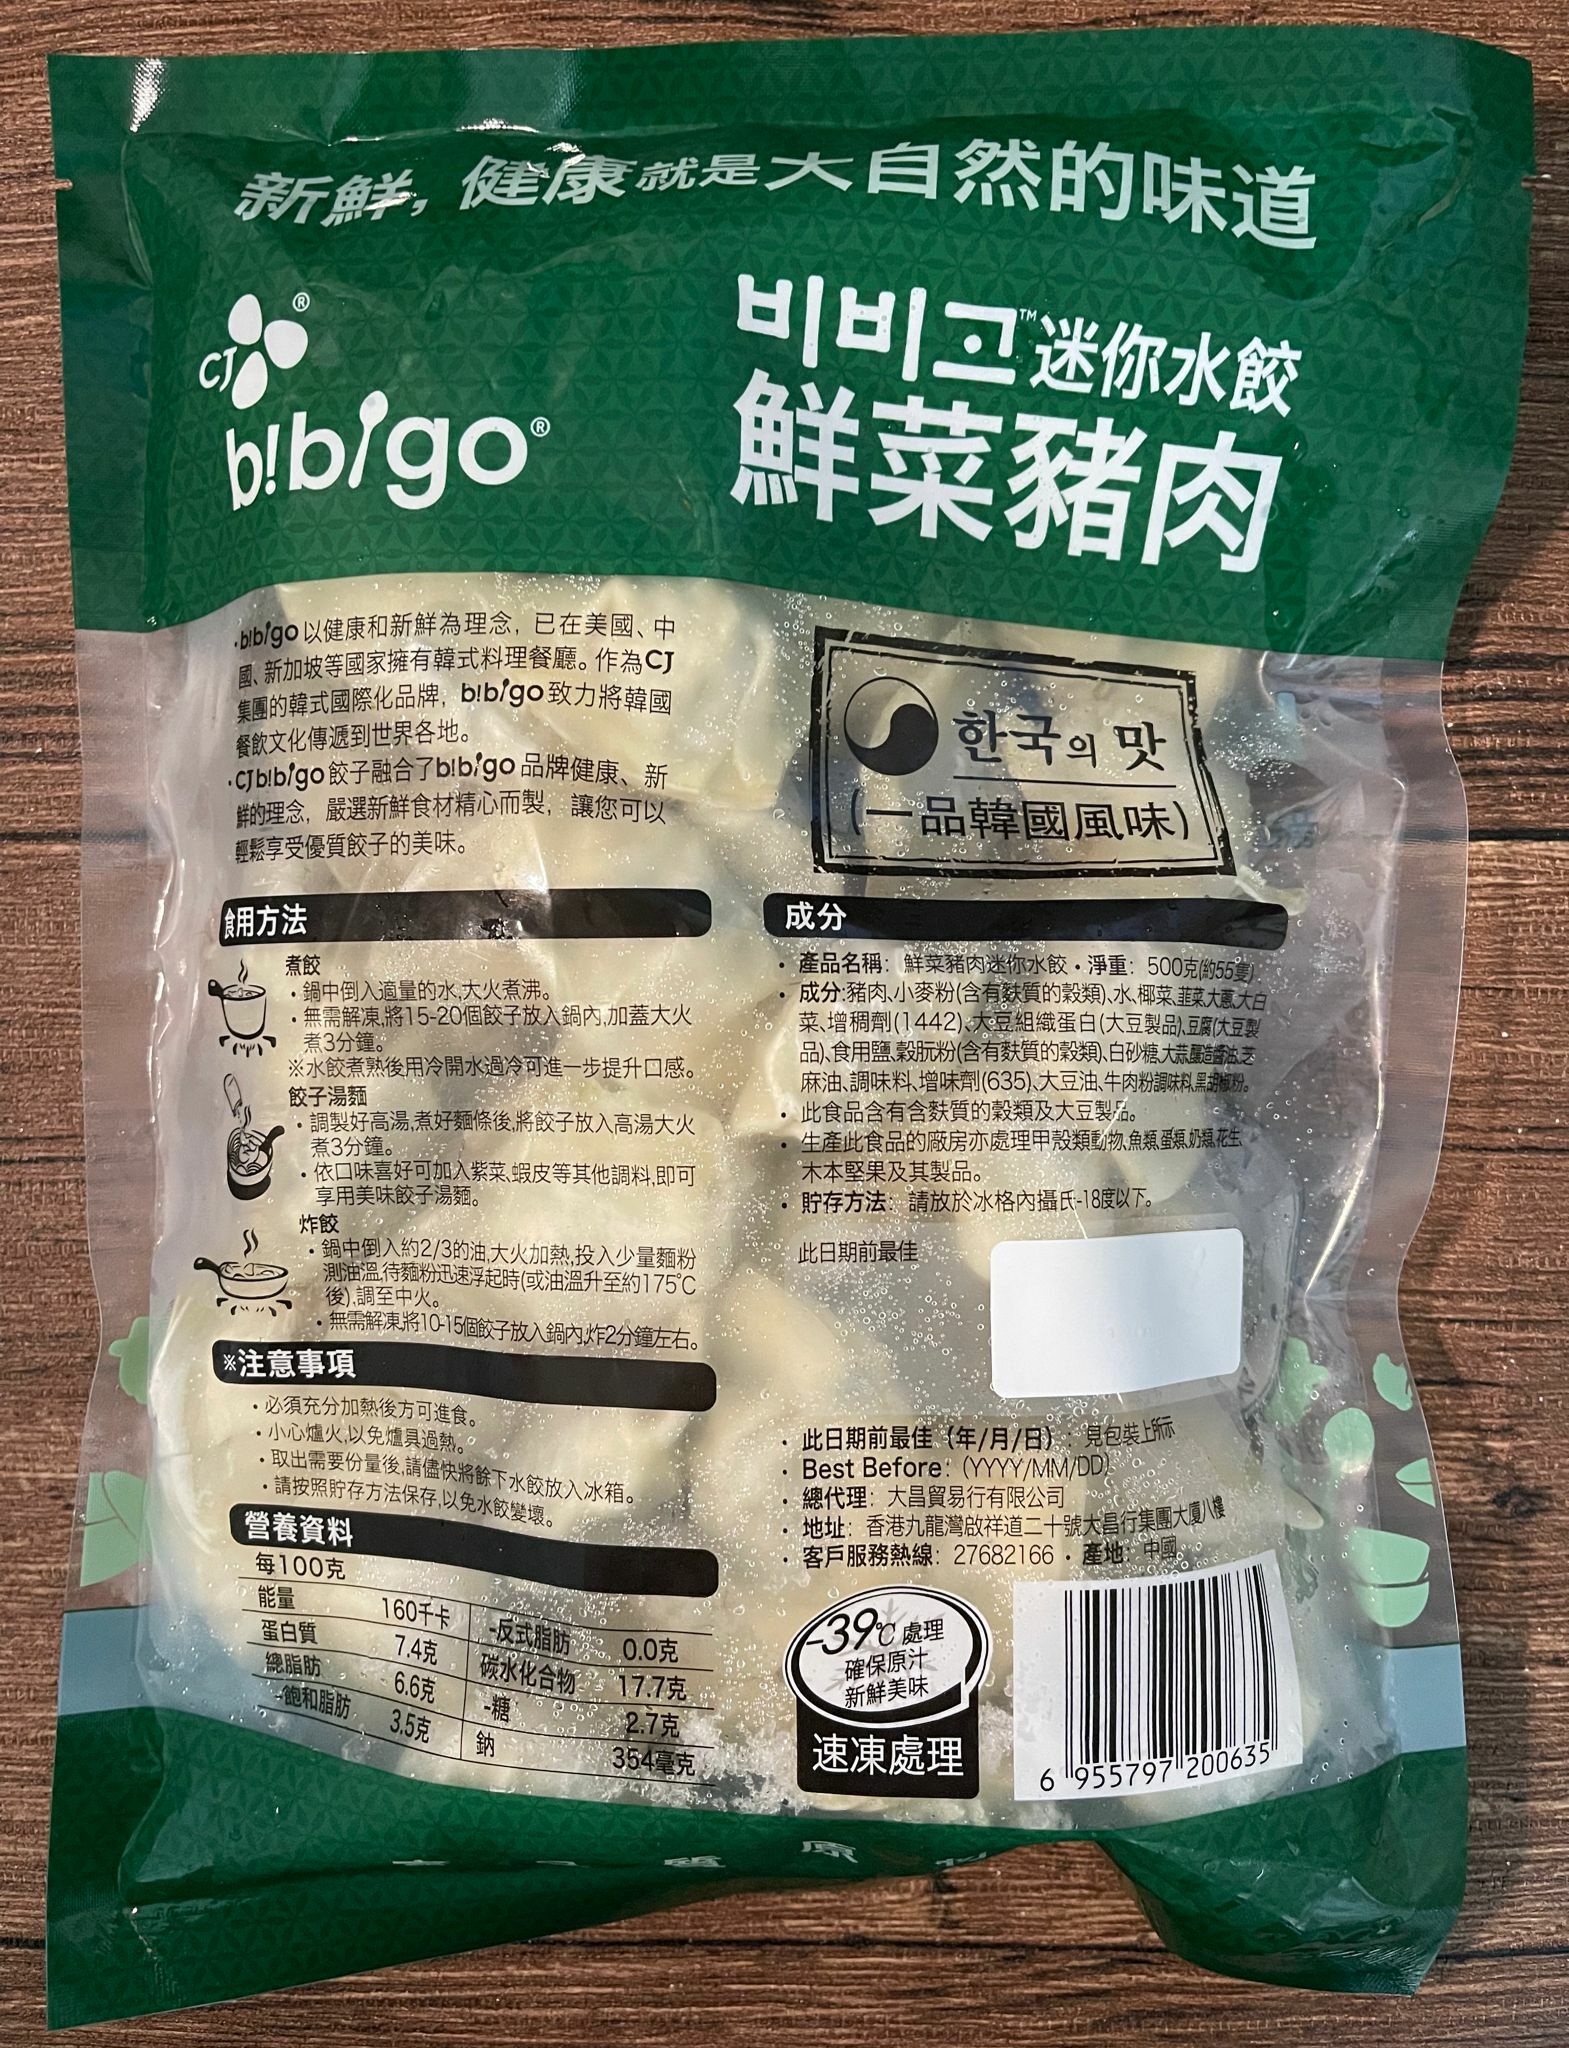 新鮮, 健康就是大自然的味道
CJ®
bibigo®
비비고™迷你水餃
鮮菜豬肉
·bibigo以健康和新鮮為理念, 已在美國、中
國、新加坡等國家擁有韓式料理餐廳。作為CJ
集團的韓式國際化品牌, bibigo致力將韓國
餐飲文化傳遞到世界各地。
·CJ bibigo餃子融合了bibigo品牌健康、新
鮮的理念, 嚴選新鮮食材精心而製, 讓您可以
輕鬆享受優質餃子的美味。
한국의 맛
(一品韓國風味)
食用方法
煮餃
·鍋中倒入適量的水,大火煮沸。
·無需解凍,將15-20個餃子放入鍋內,加蓋大火
煮3分鐘。
※水餃煮熟後用冷開水過冷可進一步提升口感。
餃子湯麵
·調製好高湯,煮好麵條後,將餃子放入高湯大火
煮3分鐘。
·依口味喜好可加入紫菜、蝦皮等其他調料,即可
享用美味餃子湯麵。
炸餃
·鍋中倒入約2/3的油,大火加熱,投入少量麵粉
測油溫,待麵粉迅速浮起時(或油溫升至約175℃
後),調至中火。
·無需解凍,將10-15個餃子放入鍋內,炸2分鐘左右。
※注意事項
·必須充分加熱後方可進食。
·小心爐火,以免爐具過熱。
·取出需要份量後,請儘快將餘下水餃放入冰箱。
·請按照貯存方法保存,以免水餃變壞。
營養資料
每100克
能量 160千卡
蛋白質 7.4克
總脂肪 6.6克
-飽和脂肪 3.5克
-反式脂肪 0.0克
碳水化合物 17.7克
-糖 2.7克
鈉 354毫克
成分
·產品名稱: 鮮菜豬肉迷你水餃·淨重: 500克(約55隻)
·成分:豬肉、小麥粉(含有麩質的穀類)、水、椰菜、韮菜、大蔥、大白
菜、增稠劑(1442)、大豆組織蛋白(大豆製品)、豆腐(大豆製
品)、食用鹽、穀朊粉(含有麩質的穀類)、白砂糖、大蒜、釀造醬油、芝
麻油、調味料、增味劑(635)、大豆油、牛肉粉調味料、黑胡椒粉。
·此食品含有含麩質的穀類及大豆製品。
·生產此食品的廠房亦處理甲殼類動物、魚類、蛋類、奶類、花生、
木本堅果及其製品。
·貯存方法: 請放於冰格內攝氏-18度以下。
此日期前最佳
·此日期前最佳 (年/月/日): 見包裝上所示
·Best Before: (YYYY/MM/DD)
·總代理: 大昌貿易行有限公司
·地址: 香港九龍灣啟祥道二十號大昌行集團大廈八樓
·客戶服務熱線: 27682166·產地: 中國
-39℃處理
確保原汁
新鮮美味
速凍處理
6 955797 200635
質 原